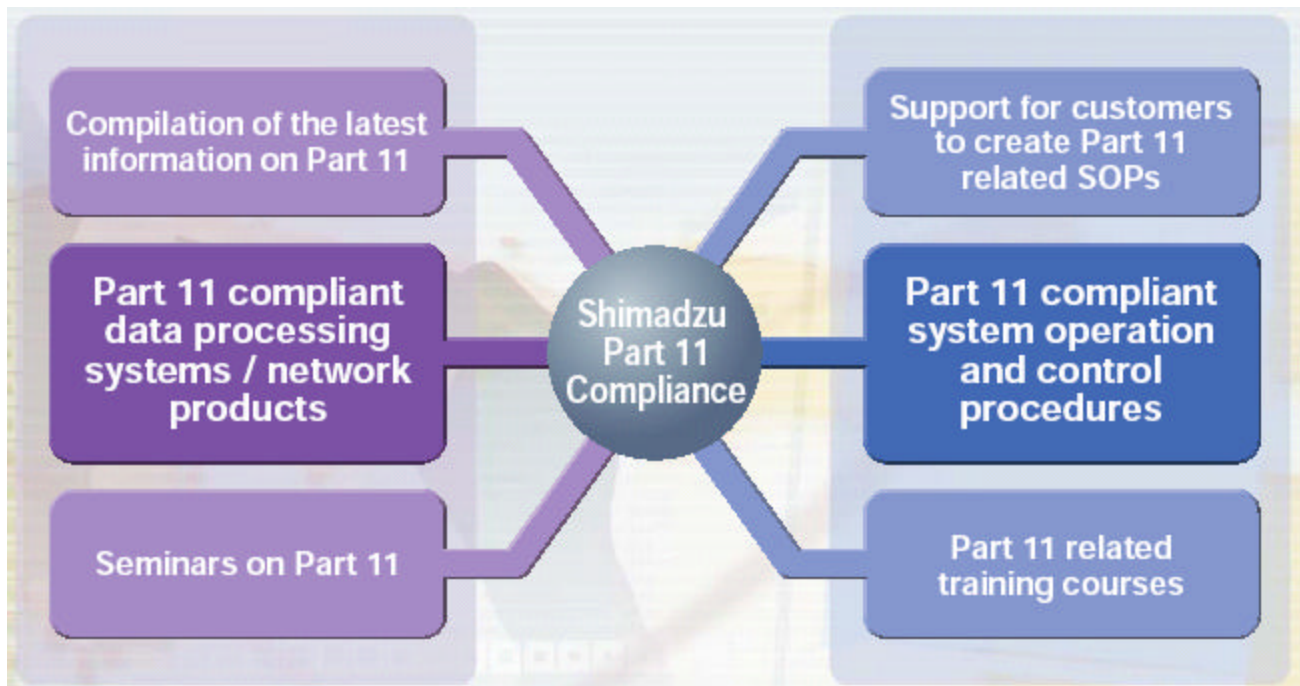 Compilation of the latest
information on Part 11
Part 11 compliant
data processing
systems / network
products
Seminars on Part 11
Shimadzu
Part 11
Compliance
Support for customers
to create Part 11
related SOPs
Part 11 compliant
system operation
and control
procedures
Part 11 related
training courses